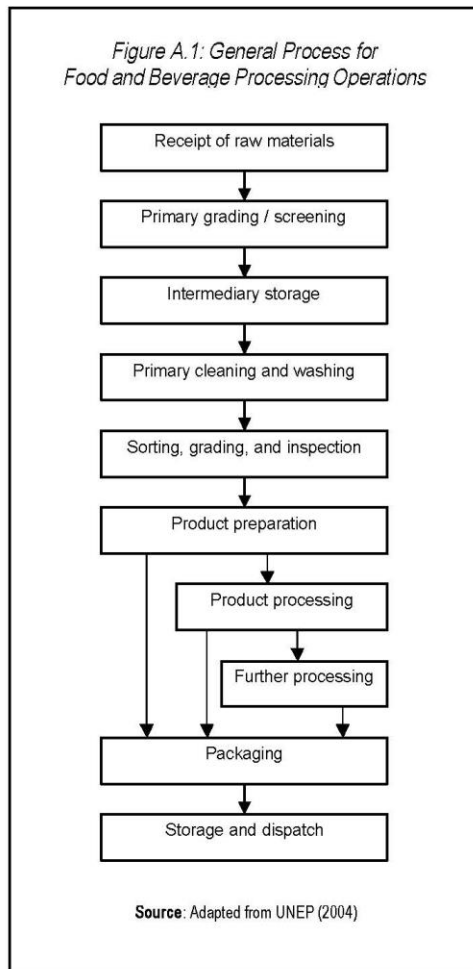 Figure A.1: General Process for
Food and Beverage Processing Operations
Receipt of raw materials
Primary grading / screening
Intermediary storage
Primary cleaning and washing
Sorting, grading, and inspection
Product preparation
Product processing
Further processing
Packaging
Storage and dispatch
Source: Adapted from UNEP (2004)